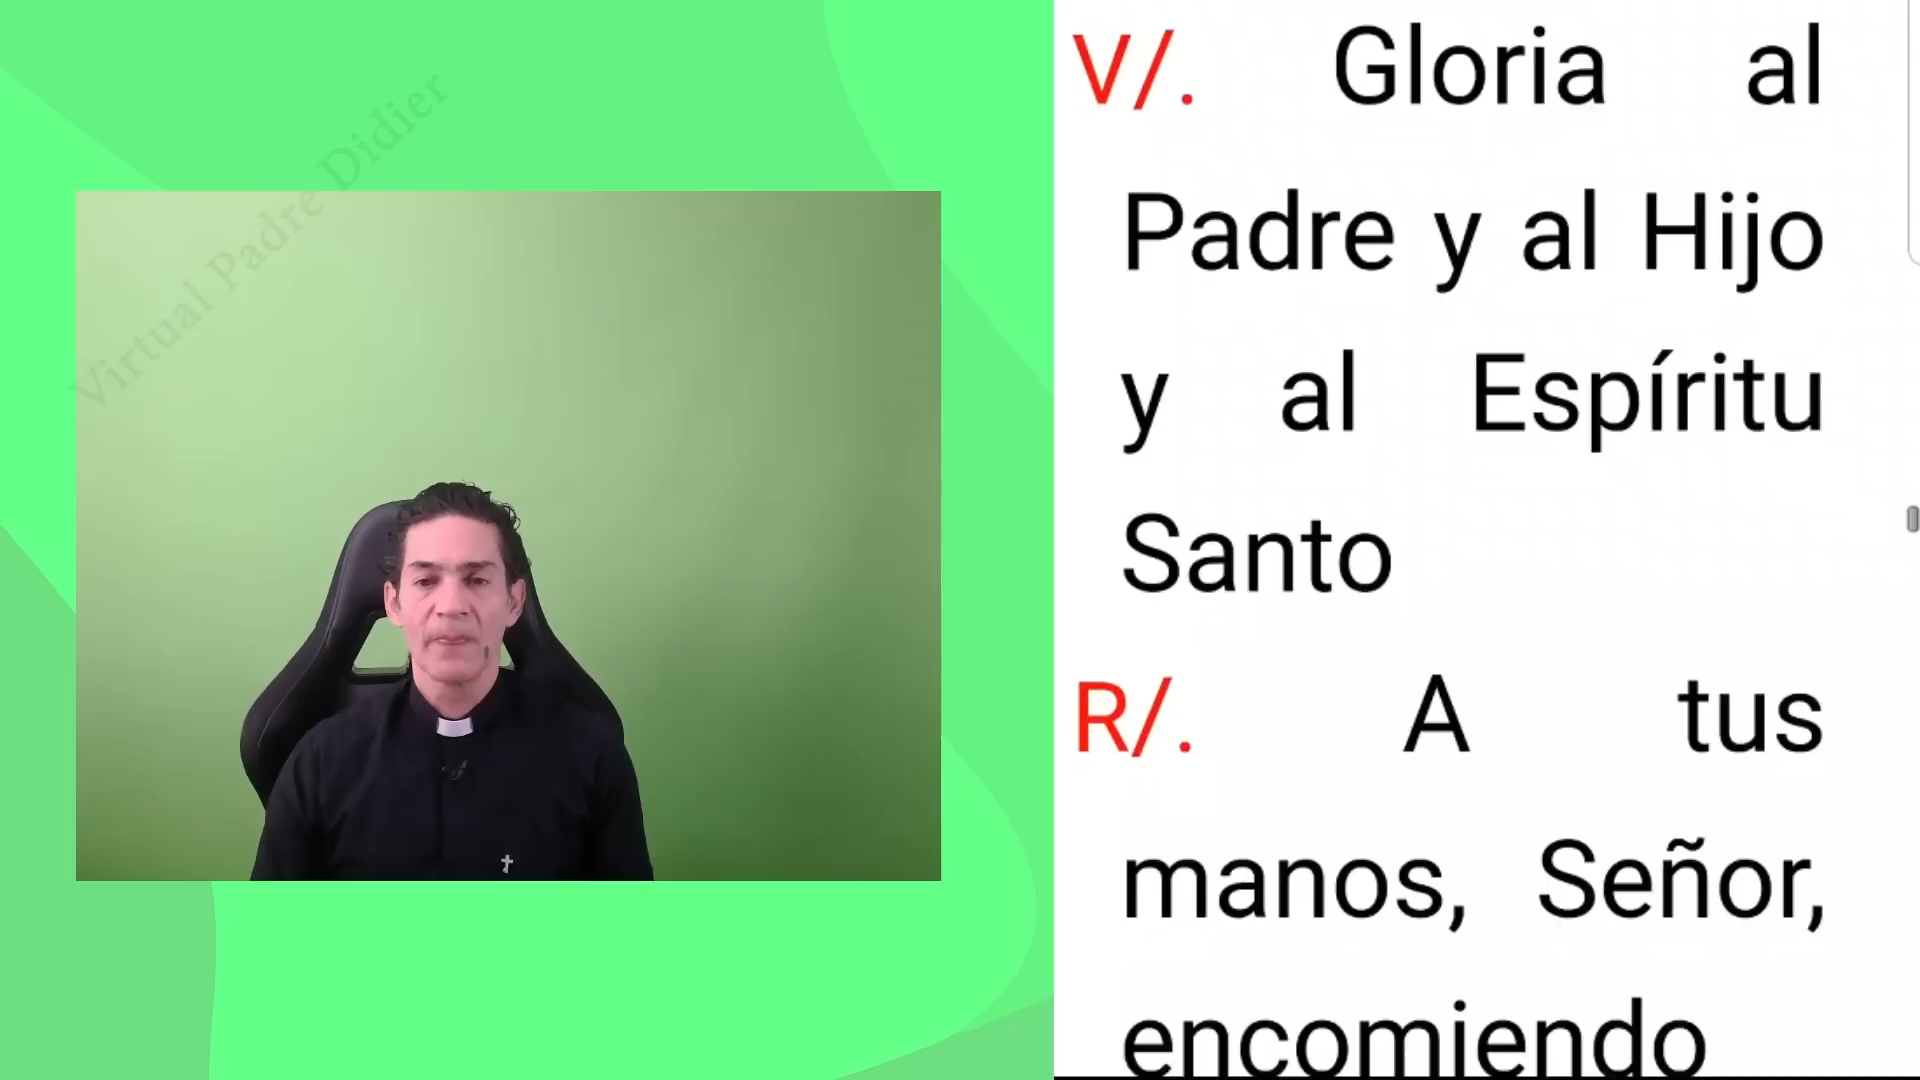 Virtual Padre Didier
V/. Gloria al
Padre y al Hijo
y al Espíritu
Santo
R/. A tus
manos, Señor,
encomiendo